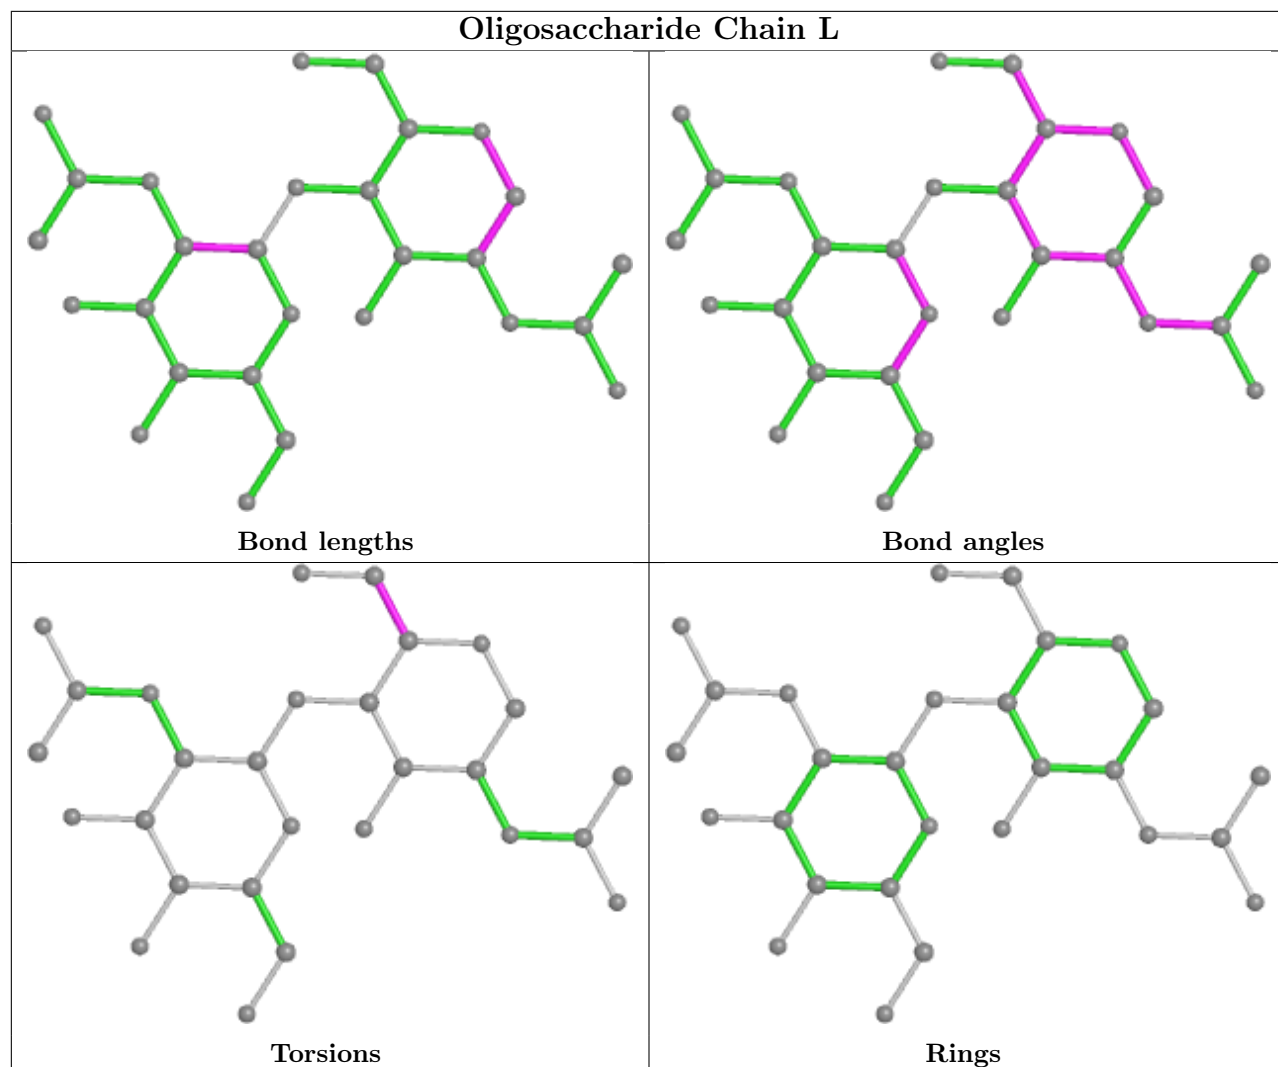 Oligosaccharide Chain L
Bond lengths
Bond angles
Torsions
Rings